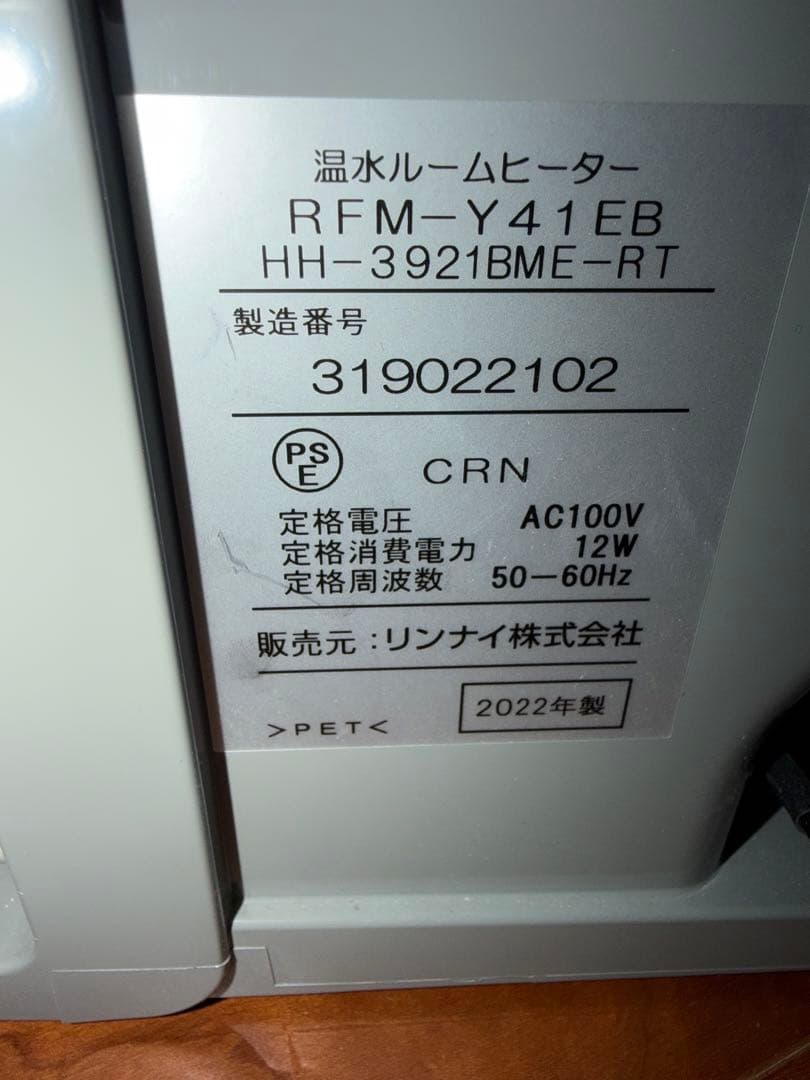 温水ルームヒーター
RFM-Y41EB
HH-3921BME-RT
製造番号
319022102
PS
E
CRN
定格電圧 AC100V
定格消費電力 12W
定格周波数 50-60Hz
販売元:リンナイ株式会社
>PET<
2022年製